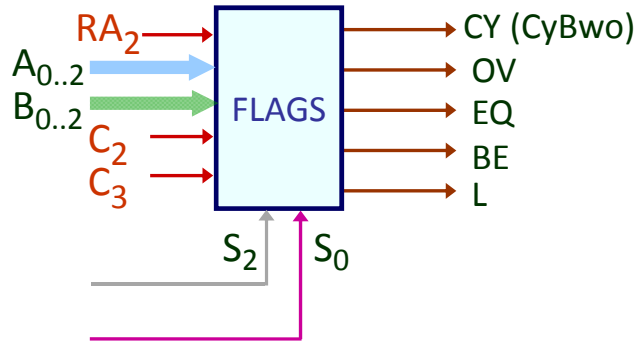 RA₂
A₀..₂
B₀..₂
C₂
C₃
FLAGS
CY (CyBwo)
OV
EQ
BE
L
S₂
S₀